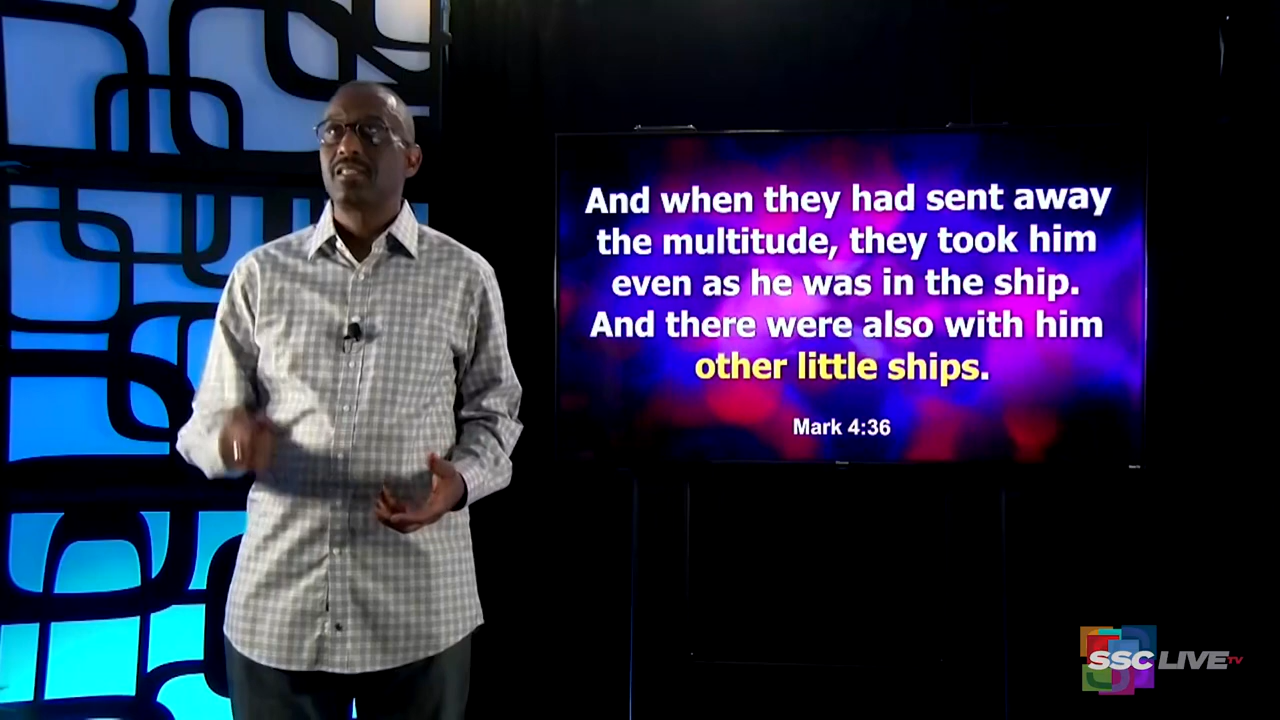 And when they had sent away
the multitude, they took him
even as he was in the ship.
And there were also with him
other little ships.
Mark 4:36
SSC LIVE TV